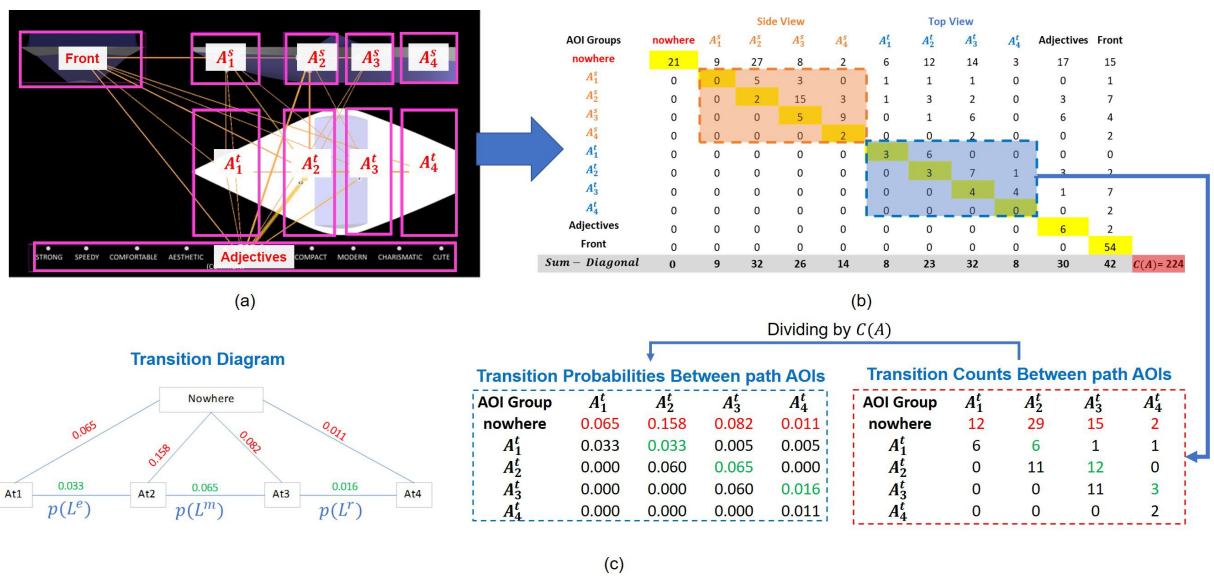 Front A₁ˢ A₂ˢ A₃ˢ A₄ˢ
A₁ᵗ A₂ᵗ A₃ᵗ A₄ᵗ
Adjectives
STRONG SPEEDY COMFORTABLE AESTHETIC COMPACT MODERN CHARISMATIC CUTE
(a)
Side View Top View
AOI Groups nowhere A₁ˢ A₂ˢ A₃ˢ A₄ˢ A₁ᵗ A₂ᵗ A₃ᵗ A₄ᵗ Adjectives Front
nowhere 21 9 27 8 2 6 12 14 3 17 15
A₁ˢ 0 0 5 3 0 1 1 1 0 0 1
A₂ˢ 0 0 2 15 3 1 3 2 0 3 7
A₃ˢ 0 0 0 5 9 0 1 6 0 6 4
A₄ˢ 0 0 0 0 2 0 0 2 0 0 2
A₁ᵗ 0 0 0 0 0 3 6 0 0 0 0
A₂ᵗ 0 0 0 0 0 0 3 7 1 3 2
A₃ᵗ 0 0 0 0 0 0 0 4 4 1 7
A₄ᵗ 0 0 0 0 0 0 0 0 0 0 2
Adjectives 0 0 0 0 0 0 0 0 0 6 2
Front 0 0 0 0 0 0 0 0 0 0 54
Sum − Diagonal 0 9 32 26 14 8 23 32 8 30 42 C(A)= 224
(b)
Dividing by C(A)
Transition Diagram
Nowhere
0.065 0.158 0.082 0.011
At1 0.033 At2 0.065 At3 0.016 At4
p(Lᵉ) p(Lᵐ) p(Lʳ)
Transition Probabilities Between path AOIs
AOI Group A₁ᵗ A₂ᵗ A₃ᵗ A₄ᵗ
nowhere 0.065 0.158 0.082 0.011
A₁ᵗ 0.033 0.033 0.005 0.005
A₂ᵗ 0.000 0.060 0.065 0.000
A₃ᵗ 0.000 0.000 0.060 0.016
A₄ᵗ 0.000 0.000 0.000 0.011
Transition Counts Between path AOIs
AOI Group A₁ᵗ A₂ᵗ A₃ᵗ A₄ᵗ
nowhere 12 29 15 2
A₁ᵗ 6 6 1 1
A₂ᵗ 0 11 12 0
A₃ᵗ 0 0 11 3
A₄ᵗ 0 0 0 2
(c)